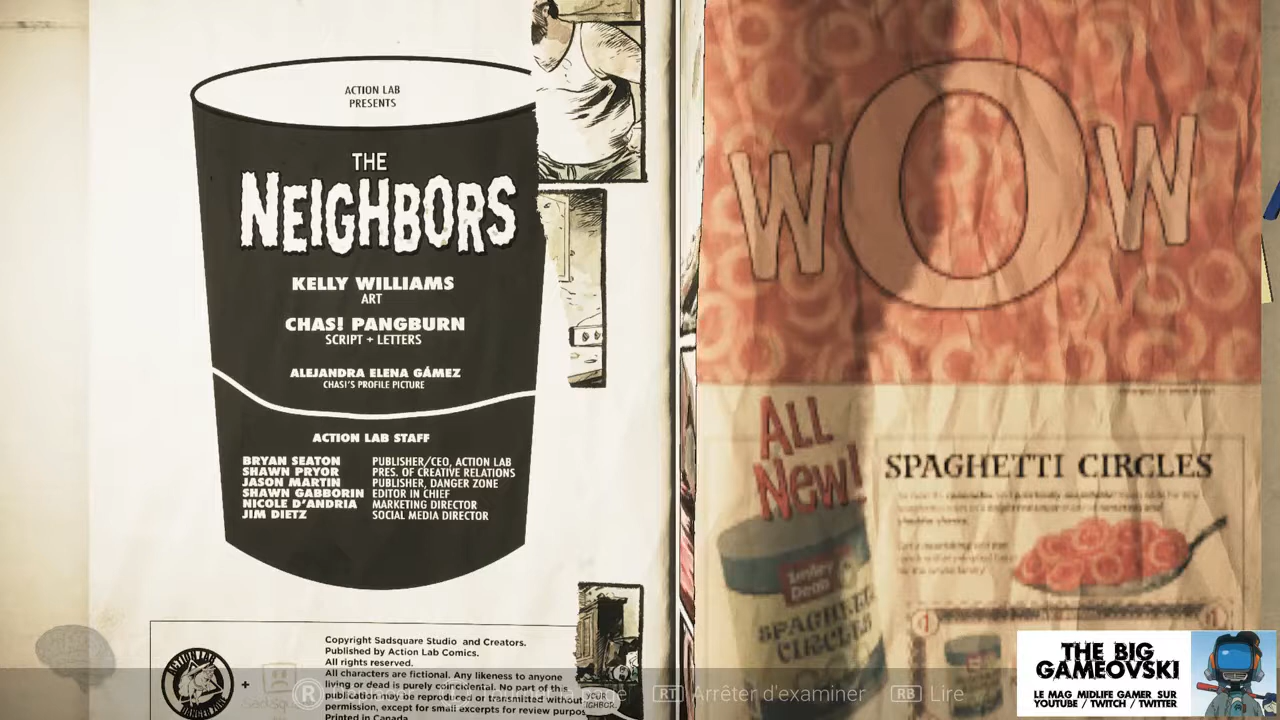 ACTION LAB
PRESENTS
THE
NEIGHBORS
KELLY WILLIAMS
ART
CHAS! PANGBURN
SCRIPT + LETTERS
ALEJANDRA ELENA GÁMEZ
CHAS!'S PROFILE PICTURE
ACTION LAB STAFF
BRYAN SEATON PUBLISHER/CEO, ACTION LAB
SHAWN PRYOR PRES. OF CREATIVE RELATIONS
JASON MARTIN PUBLISHER, DANGER ZONE
SHAWN GABBORIN EDITOR IN CHIEF
NICOLE D'ANDRIA MARKETING DIRECTOR
JIM DIETZ SOCIAL MEDIA DIRECTOR
ACTION LAB
+
Copyright Sadsquare Studio and Creators.
Published by Action Lab Comics.
All rights reserved.
All characters are fictional. Any likeness to anyone
living or dead is purely coincidental. No part of this
publication may be reproduced or transmitted without
permission, except for small excerpts for review purpos
Printed in Canada.
WOW
ALL
New!
SPAGHETTI CIRCLES
SPAGHETTI
CIRCLES
R
RT Arrêter d'examiner
RB Lire
THE BIG
GAMEOVSKI
LE MAG MIDLIFE GAMER SUR
YOUTUBE / TWITCH / TWITTER